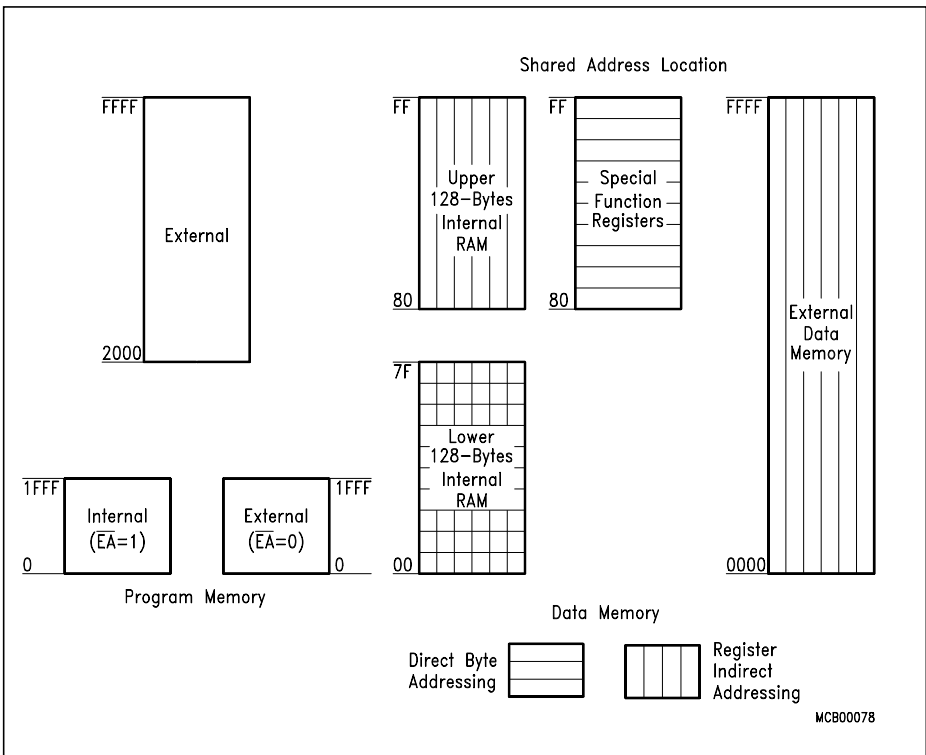 Shared Address Location
FFFF
External
2000
1FFF
Internal
(E̅A̅=1)
0
External
(E̅A̅=0)
1FFF
0
Program Memory
FF
Upper
128-Bytes
Internal
RAM
80
FF
Special
Function
Registers
80
7F
Lower
128-Bytes
Internal
RAM
00
FFFF
External
Data
Memory
0000
Data Memory
Direct Byte
Addressing
Register
Indirect
Addressing
MCB00078